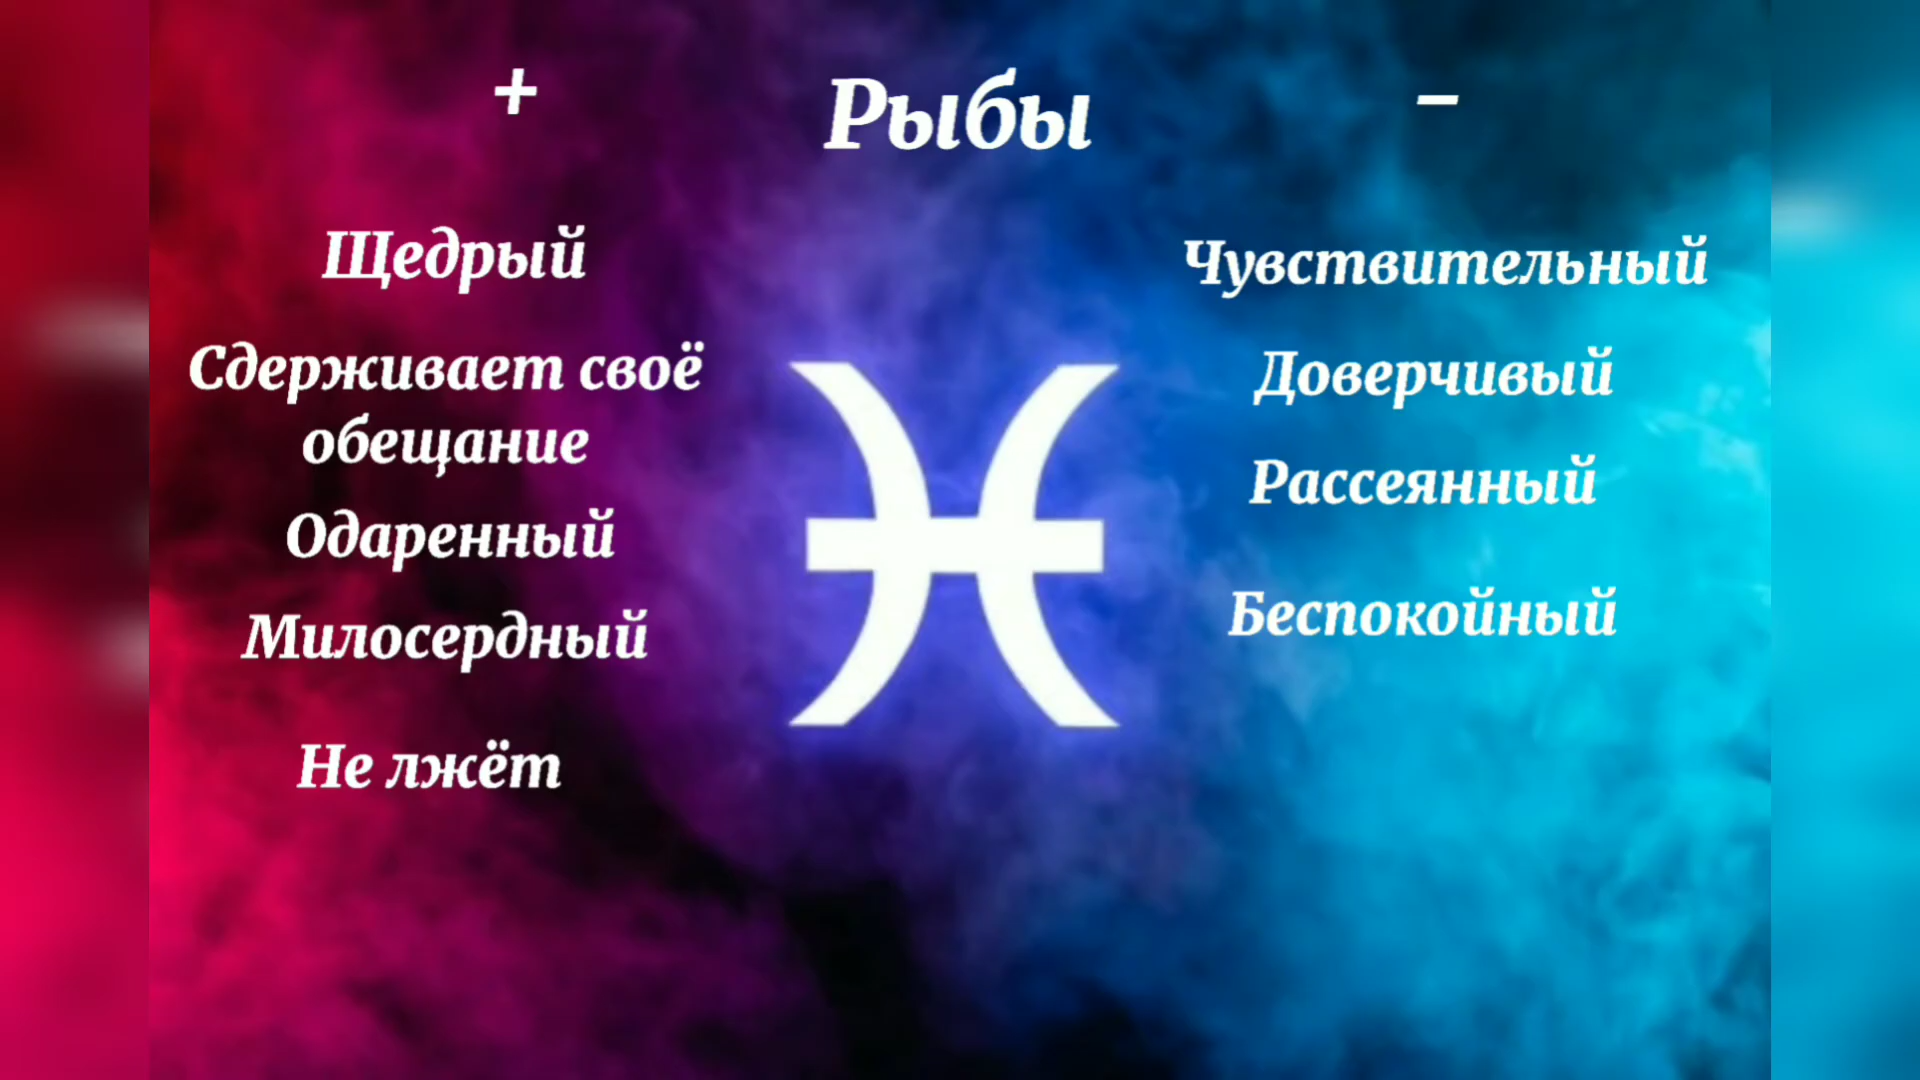 +
Рыбы
–
Щедрый
Сдерживает своё
обещание
Одаренный
Милосердный
Не лжёт
Чувствительный
Доверчивый
Рассеянный
Беспокойный